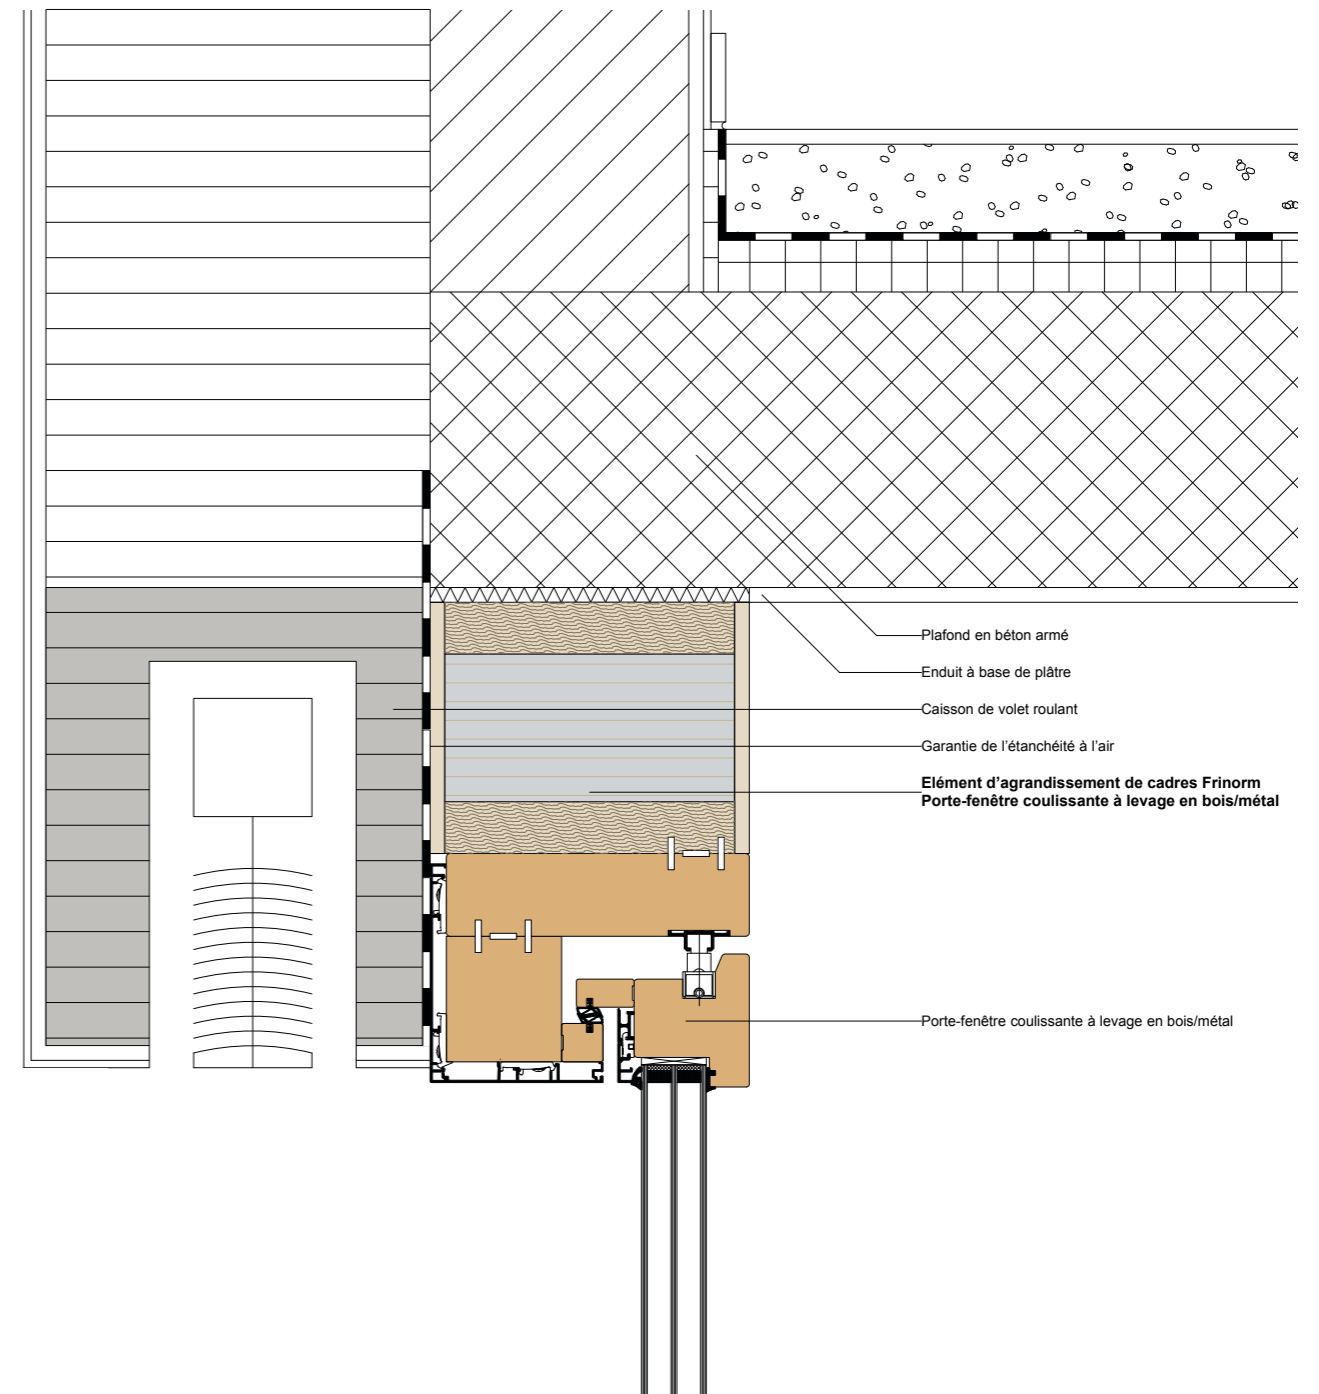 Plafond en béton armé
Enduit à base de plâtre
Caisson de volet roulant
Garantie de l’étanchéité à l’air
Elément d’agrandissement de cadres Frinorm
Porte-fenêtre coulissante à levage en bois/métal
Porte-fenêtre coulissante à levage en bois/métal